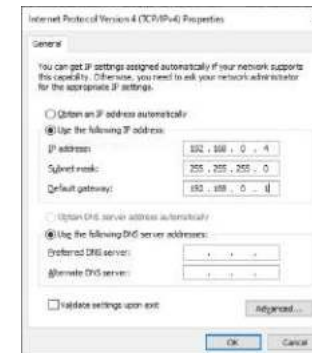 Internet Protocol Version 4 (TCP/IPv4) Properties
General
You can get IP settings assigned automatically if your network supports
this capability. Otherwise, you need to ask your network administrator
for the appropriate IP settings.
Obtain an IP address automatically
Use the following IP address:
IP address: 192 . 168 . 0 . 4
Subnet mask: 255 . 255 . 255 . 0
Default gateway: 192 . 168 . 0 . 1
Obtain DNS server address automatically
Use the following DNS server addresses:
Preferred DNS server: . . .
Alternate DNS server: . . .
Validate settings upon exit
Advanced...
OK Cancel